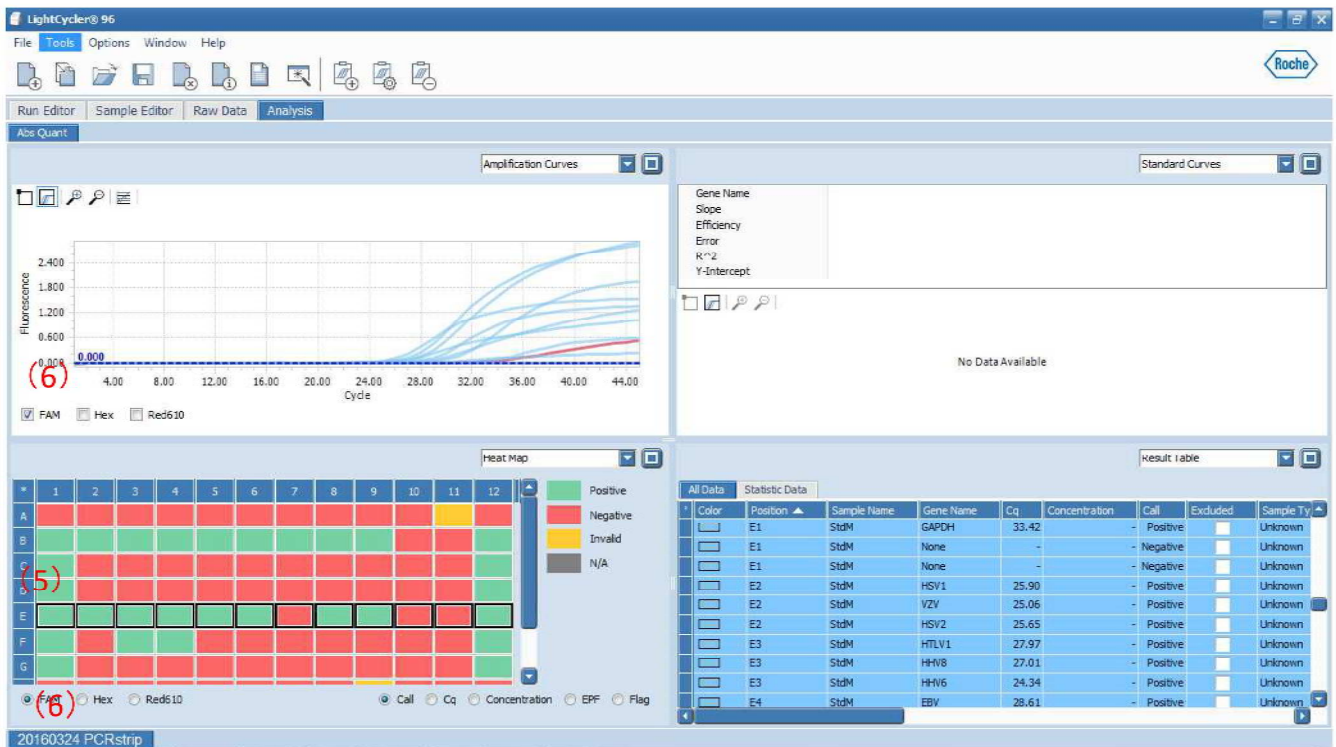 LightCycler® 96
File Tools Options Window Help
Roche
Run Editor Sample Editor Raw Data Analysis
Abs Quant
Amplification Curves
Fluorescence
2.400
1.800
1.200
0.600
0.000 0.000
(6)
4.00 8.00 12.00 16.00 20.00 24.00 28.00 32.00 36.00 40.00 44.00
Cycle
FAM Hex Red610
Standard Curves
Gene Name
Slope
Efficiency
Error
R^2
Y-Intercept
No Data Available
Heat Map
* 1 2 3 4 5 6 7 8 9 10 11 12
A
B
C
D
E
F
G
(5)
Positive
Negative
Invalid
N/A
FAM Hex Red610 Call Cq Concentration EPF Flag
(6)
Result Table
All Data Statistic Data
* Color Position Sample Name Gene Name Cq Concentration Call Excluded Sample Ty
E1 StdM GAPDH 33.42 - Positive Unknown
E1 StdM None - - Negative Unknown
E1 StdM None - - Negative Unknown
E2 StdM HSV1 25.90 - Positive Unknown
E2 StdM VZV 25.06 - Positive Unknown
E2 StdM HSV2 25.65 - Positive Unknown
E3 StdM HTLV1 27.97 - Positive Unknown
E3 StdM HHV8 27.01 - Positive Unknown
E3 StdM HHV6 24.34 - Positive Unknown
E4 StdM EBV 28.61 - Positive Unknown
20160324 PCRstrip